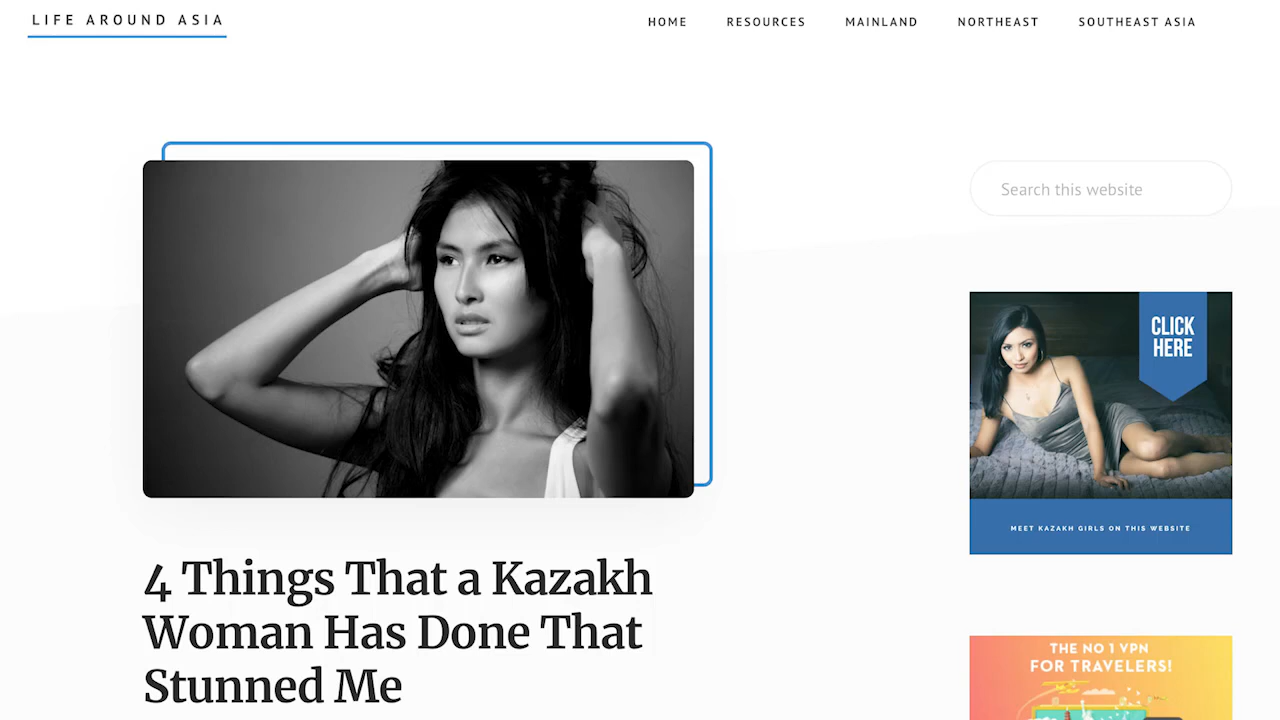 LIFE AROUND ASIA
HOME RESOURCES MAINLAND NORTHEAST SOUTHEAST ASIA
Search this website
CLICK
HERE
MEET KAZAKH GIRLS ON THIS WEBSITE
4 Things That a Kazakh
Woman Has Done That
Stunned Me
THE NO 1 VPN
FOR TRAVELERS!